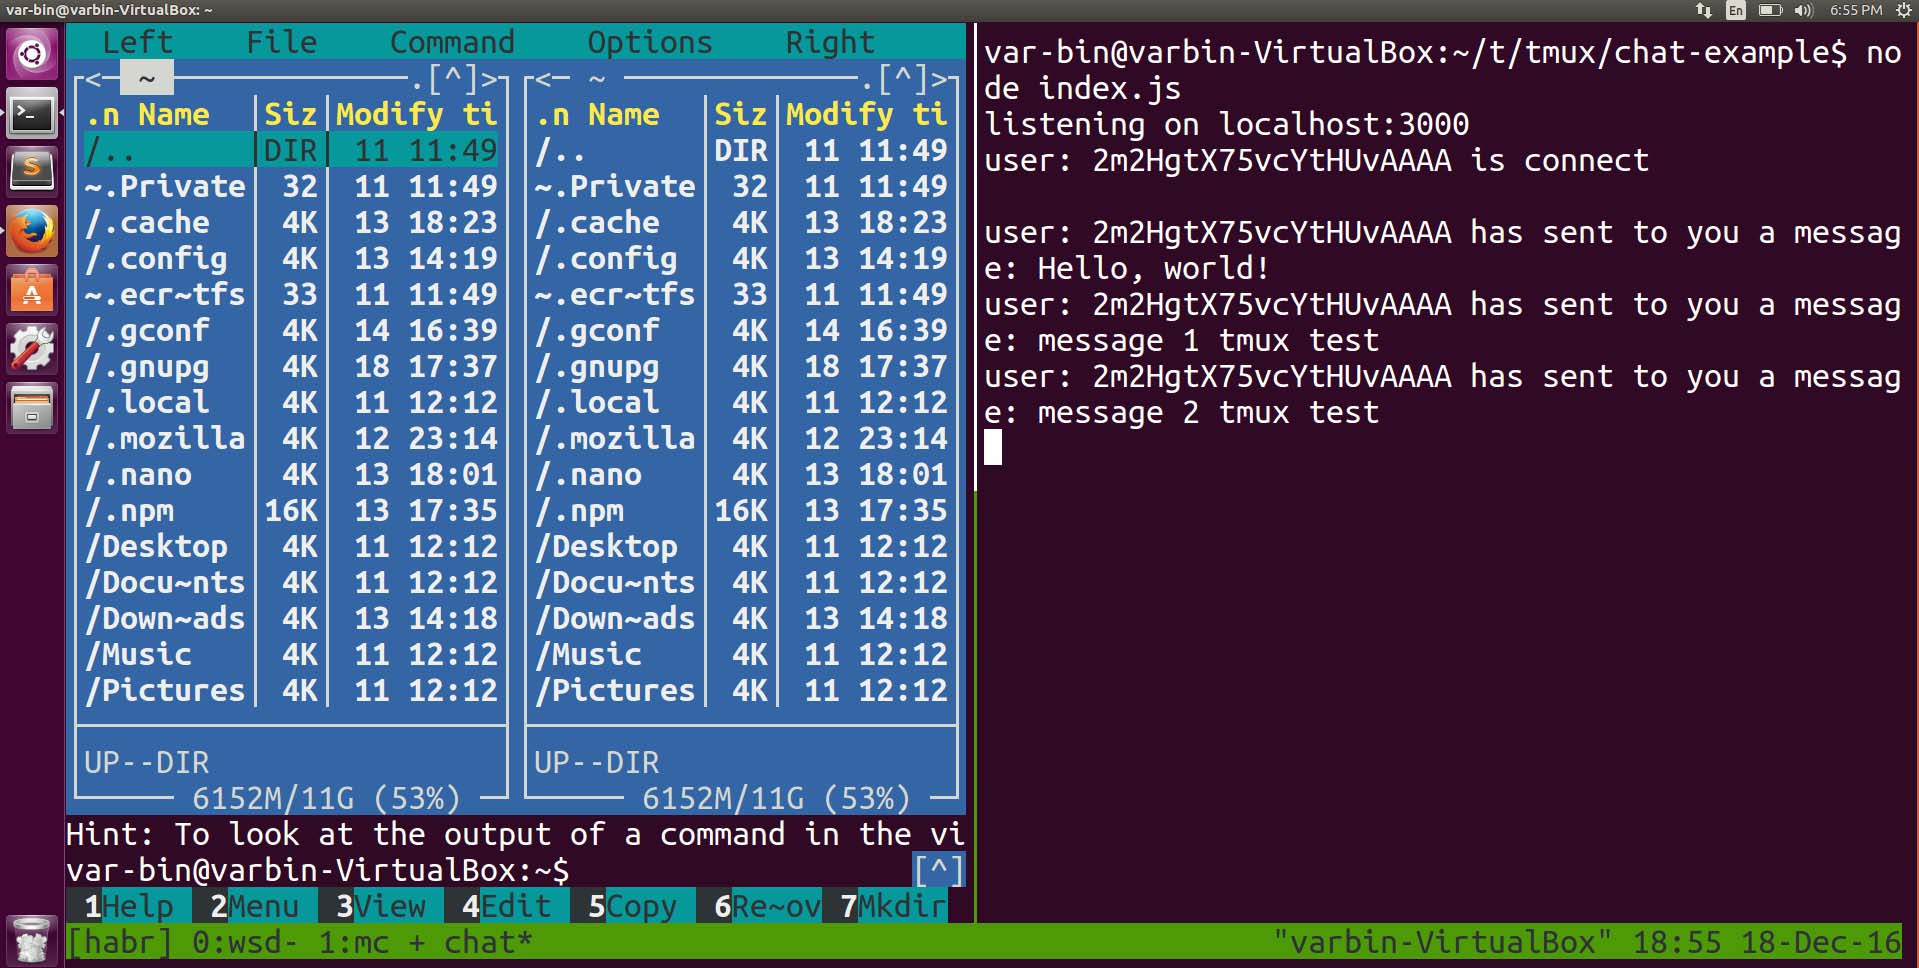 var-bin@varbin-VirtualBox: ~
En
6:55 PM
Left File Command Options Right
<─ ~ ─ .[^]>
.n Name Siz Modify ti
/.. DIR 11 11:49
~.Private 32 11 11:49
/.cache 4K 13 18:23
/.config 4K 13 14:19
~.ecr~tfs 33 11 11:49
/.gconf 4K 14 16:39
/.gnupg 4K 18 17:37
/.local 4K 11 12:12
/.mozilla 4K 12 23:14
/.nano 4K 13 18:01
/.npm 16K 13 17:35
/Desktop 4K 11 12:12
/Docu~nts 4K 11 12:12
/Down~ads 4K 13 14:18
/Music 4K 11 12:12
/Pictures 4K 11 12:12
UP--DIR
6152M/11G (53%)
<─ ~ ─ .[^]>
.n Name Siz Modify ti
/.. DIR 11 11:49
~.Private 32 11 11:49
/.cache 4K 13 18:23
/.config 4K 13 14:19
~.ecr~tfs 33 11 11:49
/.gconf 4K 14 16:39
/.gnupg 4K 18 17:37
/.local 4K 11 12:12
/.mozilla 4K 12 23:14
/.nano 4K 13 18:01
/.npm 16K 13 17:35
/Desktop 4K 11 12:12
/Docu~nts 4K 11 12:12
/Down~ads 4K 13 14:18
/Music 4K 11 12:12
/Pictures 4K 11 12:12
UP--DIR
6152M/11G (53%)
Hint: To look at the output of a command in the vi
var-bin@varbin-VirtualBox:~$ [^]
1Help 2Menu 3View 4Edit 5Copy 6Re~ov 7Mkdir
var-bin@varbin-VirtualBox:~/t/tmux/chat-example$ no
de index.js
listening on localhost:3000
user: 2m2HgtX75vcYtHUvAAAA is connect
user: 2m2HgtX75vcYtHUvAAAA has sent to you a messag
e: Hello, world!
user: 2m2HgtX75vcYtHUvAAAA has sent to you a messag
e: message 1 tmux test
user: 2m2HgtX75vcYtHUvAAAA has sent to you a messag
e: message 2 tmux test
[habr] 0:wsd- 1:mc + chat* "varbin-VirtualBox" 18:55 18-Dec-16